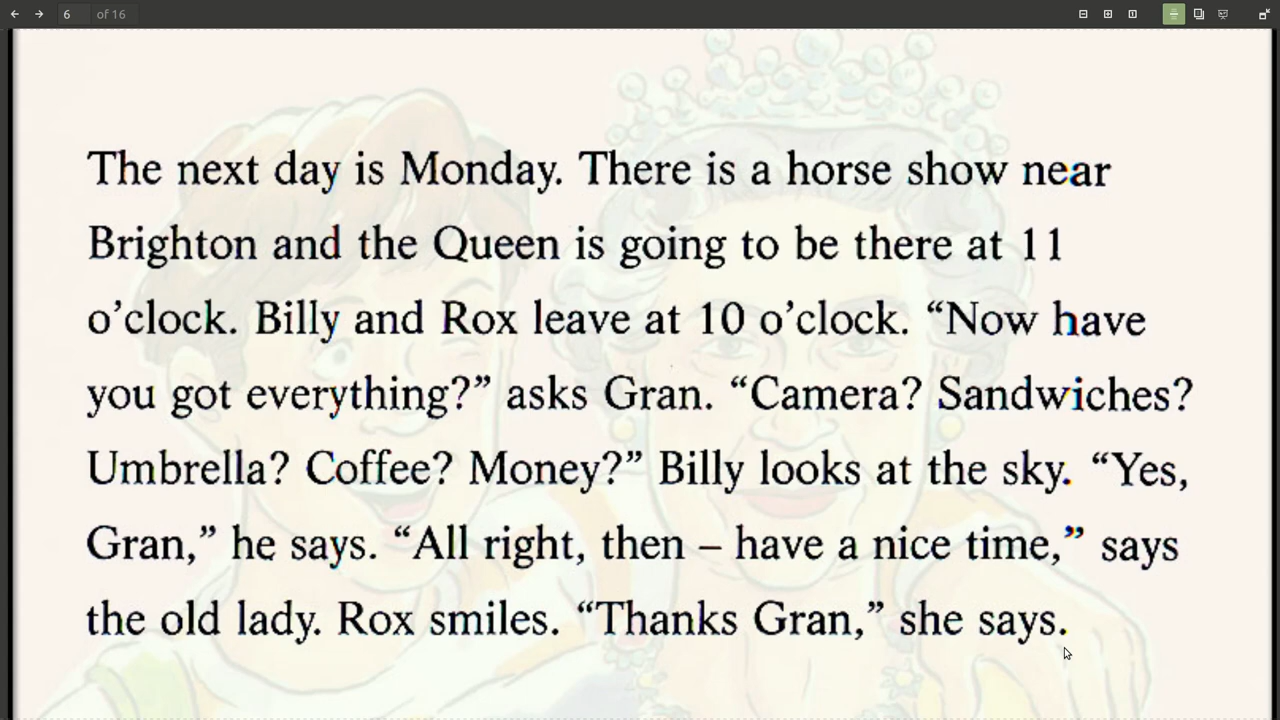 6 of 16
The next day is Monday. There is a horse show near
Brighton and the Queen is going to be there at 11
o’clock. Billy and Rox leave at 10 o’clock. “Now have
you got everything?” asks Gran. “Camera? Sandwiches?
Umbrella? Coffee? Money?” Billy looks at the sky. “Yes,
Gran,” he says. “All right, then – have a nice time,” says
the old lady. Rox smiles. “Thanks Gran,” she says.